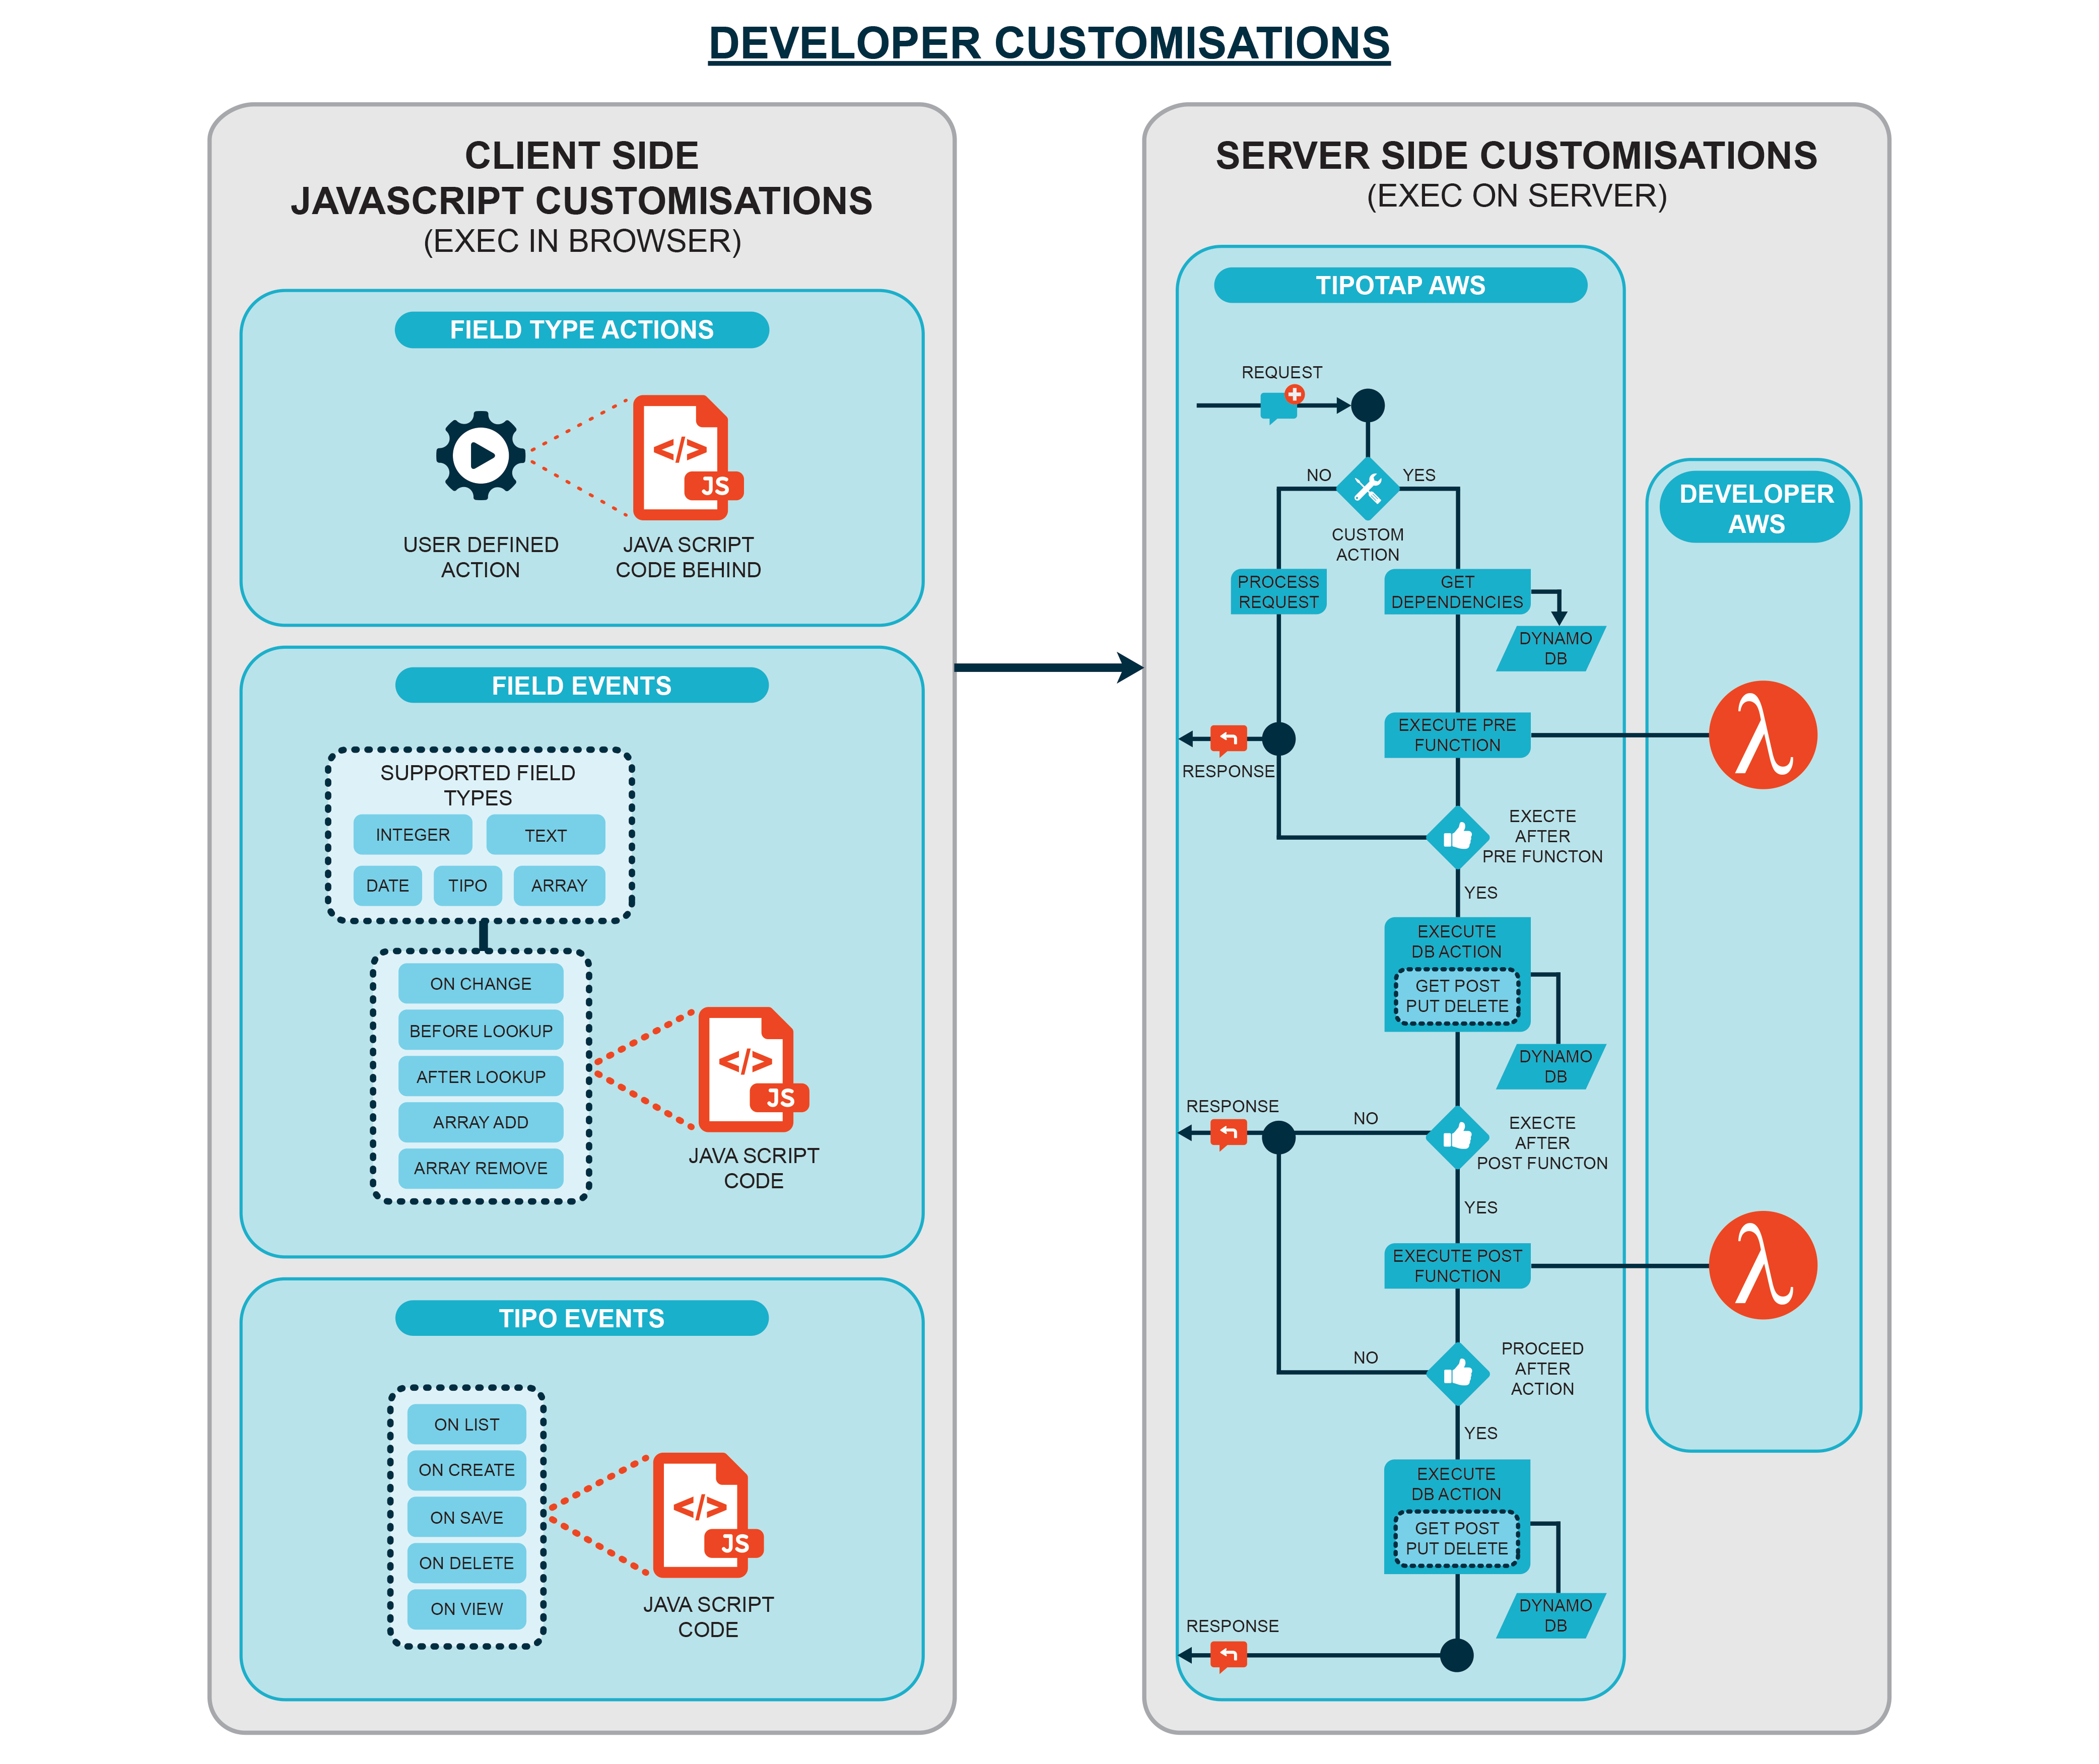 DEVELOPER CUSTOMISATIONS
CLIENT SIDE
JAVASCRIPT CUSTOMISATIONS
(EXEC IN BROWSER)
FIELD TYPE ACTIONS
</>
JS
USER DEFINED
ACTION
JAVA SCRIPT
CODE BEHIND
FIELD EVENTS
SUPPORTED FIELD
TYPES
INTEGER
TEXT
DATE
TIPO
ARRAY
ON CHANGE
BEFORE LOOKUP
AFTER LOOKUP
ARRAY ADD
ARRAY REMOVE
</>
JS
JAVA SCRIPT
CODE
TIPO EVENTS
ON LIST
ON CREATE
ON SAVE
ON DELETE
ON VIEW
</>
JS
JAVA SCRIPT
CODE
SERVER SIDE CUSTOMISATIONS
(EXEC ON SERVER)
TIPOTAP AWS
REQUEST
NO
YES
CUSTOM
ACTION
PROCESS
REQUEST
GET
DEPENDENCIES
DYNAMO
DB
RESPONSE
EXECUTE PRE
FUNCTION
EXECTE
AFTER
PRE FUNCTON
YES
EXECUTE
DB ACTION
GET POST
PUT DELETE
DYNAMO
DB
RESPONSE
NO
EXECTE
AFTER
POST FUNCTON
YES
EXECUTE POST
FUNCTION
NO
PROCEED
AFTER
ACTION
YES
EXECUTE
DB ACTION
GET POST
PUT DELETE
DYNAMO
DB
RESPONSE
DEVELOPER
AWS
λ
λ